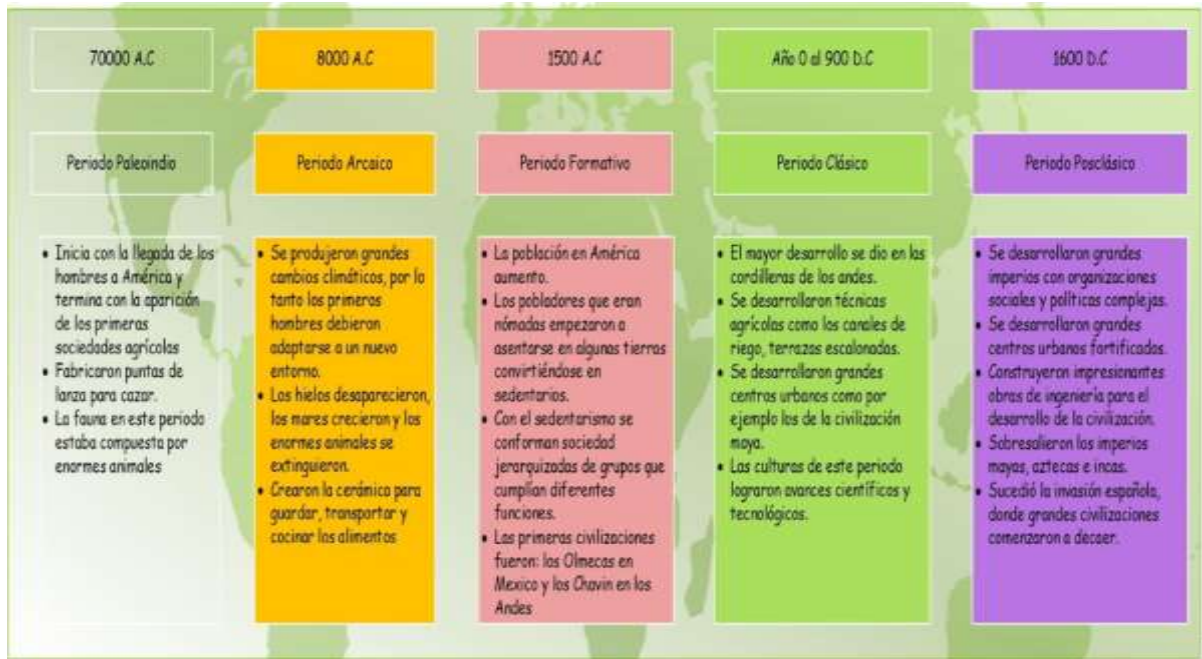 70000 A.C
8000 A.C
1500 A.C
Año 0 al 900 D.C
1600 D.C
Periodo Paleoindio
Periodo Arcaico
Periodo Formativo
Periodo Clásico
Periodo Posclásico
• Inicia con la llegada de los
hombres a América y
termina con la aparición
de los primeras
sociedades agrícolas
• Fabricaron puntas de
lanza para cazar.
• La fauna en este periodo
estaba compuesta por
enormes animales
• Se produjeron grandes
cambios climáticos, por lo
tanto los primeros
hombres debieron
adaptarse a un nuevo
entorno.
• Los hielos desaparecieron,
los mares crecieron y los
enormes animales se
extinguieron.
• Crearon la cerámica para
guardar, transportar y
cocinar los alimentos
• La población en América
aumento.
• Los pobladores que eran
nómadas empezaron a
asentarse en algunas tierras
convirtiéndose en
sedentarios.
• Con el sedentarismo se
conforman sociedad
jerarquizadas de grupos que
cumplían diferentes
funciones.
• Las primeras civilizaciones
fueron: los Olmecas en
Mexico y los Chavin en los
Andes
• El mayor desarrollo se dio en las
cordilleras de los andes.
• Se desarrollaron técnicas
agrícolas como los canales de
riego, terrazas escalonadas.
• Se desarrollaron grandes
centros urbanos como por
ejemplo los de la civilización
maya.
• Las culturas de este periodo
lograron avances científicos y
tecnológicos.
• Se desarrollaron grandes
imperios con organizaciones
sociales y políticas complejas.
• Se desarrollaron grandes
centros urbanos fortificados.
• Construyeron impresionantes
obras de ingeniería para el
desarrollo de la civilización.
• Sobresalieron los imperios
mayas, aztecas e incas.
• Sucedió la invasión española,
donde grandes civilizaciones
comenzaron a decaer.